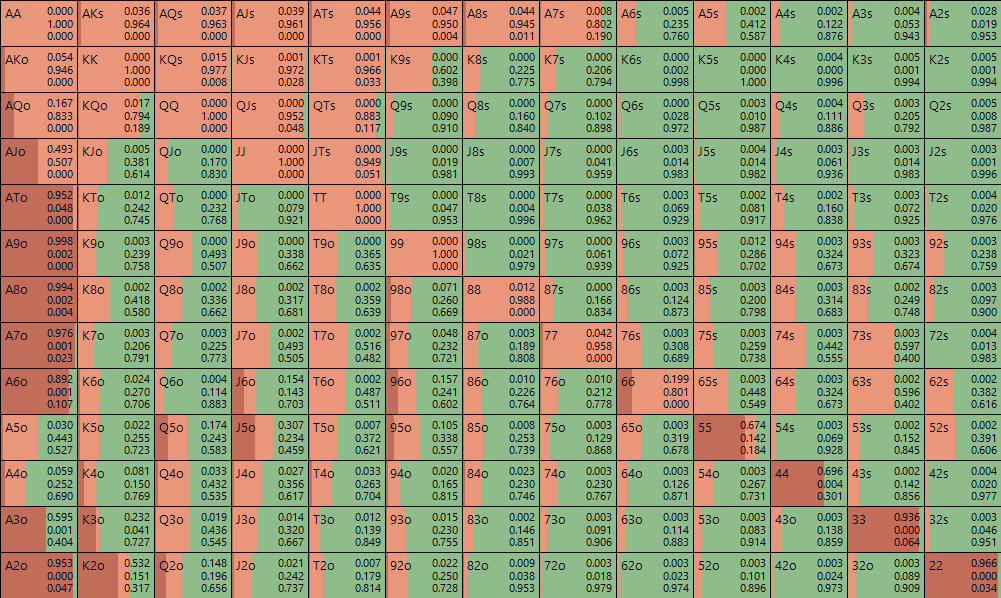 AA 0.000 AKs 0.036 AQs 0.037 AJs 0.039 ATs 0.044 A9s 0.047 A8s 0.044 A7s 0.008 A6s 0.005 A5s 0.002 A4s 0.002 A3s 0.004 A2s 0.028
1.000 0.964 0.963 0.961 0.956 0.950 0.945 0.802 0.235 0.412 0.122 0.053 0.019
0.000 0.000 0.000 0.000 0.000 0.004 0.011 0.190 0.760 0.587 0.876 0.943 0.953
AKo 0.054 KK 0.000 KQs 0.015 KJs 0.001 KTs 0.001 K9s 0.000 K8s 0.000 K7s 0.000 K6s 0.000 K5s 0.000 K4s 0.004 K3s 0.005 K2s 0.005
0.946 1.000 0.977 0.972 0.966 0.602 0.225 0.206 0.002 0.000 0.000 0.001 0.001
0.000 0.000 0.008 0.028 0.033 0.398 0.775 0.794 0.998 1.000 0.996 0.994 0.994
AQo 0.167 KQo 0.017 QQ 0.000 QJs 0.000 QTs 0.000 Q9s 0.000 Q8s 0.000 Q7s 0.000 Q6s 0.000 Q5s 0.003 Q4s 0.004 Q3s 0.003 Q2s 0.005
0.833 0.794 1.000 0.952 0.883 0.090 0.160 0.102 0.028 0.010 0.111 0.205 0.008
0.000 0.189 0.000 0.048 0.117 0.910 0.840 0.898 0.972 0.987 0.886 0.792 0.987
AJo 0.493 KJo 0.005 QJo 0.000 JJ 0.000 JTs 0.000 J9s 0.000 J8s 0.000 J7s 0.000 J6s 0.003 J5s 0.004 J4s 0.003 J3s 0.003 J2s 0.003
0.507 0.381 0.170 1.000 0.949 0.019 0.007 0.041 0.014 0.014 0.061 0.014 0.001
0.000 0.614 0.830 0.000 0.051 0.981 0.993 0.959 0.983 0.982 0.936 0.983 0.996
ATo 0.952 KTo 0.012 QTo 0.000 JTo 0.000 TT 0.000 T9s 0.000 T8s 0.000 T7s 0.000 T6s 0.003 T5s 0.002 T4s 0.002 T3s 0.003 T2s 0.004
0.048 0.242 0.232 0.079 1.000 0.047 0.004 0.038 0.069 0.081 0.160 0.072 0.020
0.000 0.745 0.768 0.921 0.000 0.953 0.996 0.962 0.929 0.917 0.838 0.925 0.976
A9o 0.998 K9o 0.003 Q9o 0.000 J9o 0.000 T9o 0.000 99 0.000 98s 0.000 97s 0.000 96s 0.003 95s 0.012 94s 0.003 93s 0.003 92s 0.003
0.002 0.239 0.493 0.338 0.365 1.000 0.021 0.061 0.072 0.286 0.324 0.323 0.238
0.000 0.758 0.507 0.662 0.635 0.000 0.979 0.939 0.925 0.702 0.673 0.674 0.759
A8o 0.994 K8o 0.002 Q8o 0.002 J8o 0.002 T8o 0.002 98o 0.071 88 0.012 87s 0.000 86s 0.003 85s 0.003 84s 0.003 83s 0.002 82s 0.003
0.002 0.418 0.336 0.317 0.359 0.260 0.988 0.166 0.124 0.199 0.314 0.249 0.097
0.004 0.580 0.662 0.681 0.639 0.669 0.000 0.834 0.873 0.798 0.683 0.748 0.900
A7o 0.976 K7o 0.003 Q7o 0.003 J7o 0.002 T7o 0.002 97o 0.048 87o 0.003 77 0.042 76s 0.003 75s 0.003 74s 0.003 73s 0.003 72s 0.004
0.001 0.206 0.225 0.493 0.516 0.232 0.189 0.958 0.308 0.259 0.442 0.597 0.013
0.023 0.791 0.773 0.505 0.482 0.721 0.808 0.000 0.689 0.738 0.555 0.400 0.983
A6o 0.892 K6o 0.024 Q6o 0.004 J6o 0.154 T6o 0.002 96o 0.157 86o 0.010 76o 0.010 66 0.199 65s 0.003 64s 0.003 63s 0.002 62s 0.002
0.001 0.270 0.114 0.143 0.487 0.241 0.226 0.212 0.801 0.448 0.324 0.596 0.382
0.107 0.706 0.883 0.703 0.511 0.602 0.764 0.778 0.000 0.549 0.673 0.402 0.616
A5o 0.030 K5o 0.022 Q5o 0.174 J5o 0.307 T5o 0.007 95o 0.105 85o 0.008 75o 0.003 65o 0.003 55 0.674 54s 0.003 53s 0.002 52s 0.002
0.443 0.255 0.243 0.234 0.372 0.338 0.253 0.129 0.319 0.142 0.069 0.152 0.391
0.527 0.723 0.583 0.459 0.621 0.557 0.739 0.868 0.678 0.184 0.928 0.845 0.606
A4o 0.059 K4o 0.081 Q4o 0.033 J4o 0.027 T4o 0.033 94o 0.020 84o 0.023 74o 0.003 64o 0.003 54o 0.003 44 0.696 43s 0.002 42s 0.004
0.252 0.150 0.432 0.356 0.263 0.165 0.230 0.230 0.126 0.267 0.004 0.142 0.020
0.690 0.769 0.535 0.617 0.704 0.815 0.746 0.767 0.871 0.731 0.301 0.856 0.977
A3o 0.595 K3o 0.232 Q3o 0.019 J3o 0.014 T3o 0.012 93o 0.015 83o 0.002 73o 0.003 63o 0.003 53o 0.003 43o 0.003 33 0.936 32s 0.003
0.001 0.041 0.436 0.320 0.139 0.230 0.146 0.091 0.114 0.083 0.138 0.000 0.046
0.404 0.727 0.545 0.667 0.849 0.755 0.851 0.906 0.883 0.914 0.859 0.064 0.951
A2o 0.953 K2o 0.532 Q2o 0.148 J2o 0.021 T2o 0.007 92o 0.022 82o 0.009 72o 0.003 62o 0.003 52o 0.003 42o 0.003 32o 0.003 22 0.966
0.000 0.151 0.196 0.242 0.179 0.250 0.038 0.018 0.023 0.101 0.024 0.089 0.000
0.047 0.317 0.656 0.737 0.814 0.728 0.953 0.979 0.974 0.896 0.973 0.909 0.034